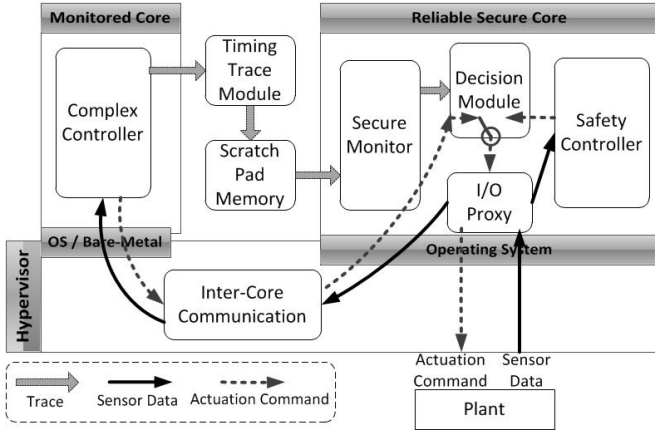 Monitored Core
Reliable Secure Core
Complex
Controller
Timing
Trace
Module
Scratch
Pad
Memory
Secure
Monitor
Decision
Module
Safety
Controller
I/O
Proxy
OS / Bare-Metal
Operating System
Hypervisor
Inter-Core
Communication
Actuation
Command
Sensor
Data
Plant
Trace
Sensor Data
Actuation Command